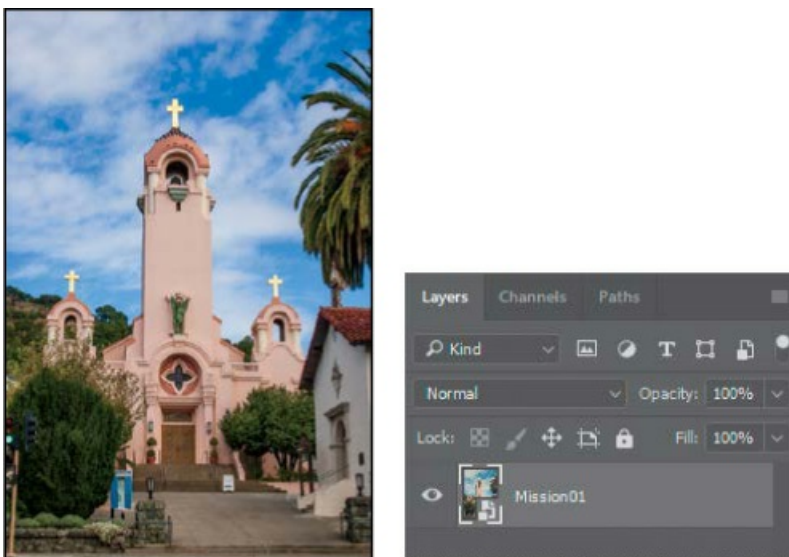 Layers Channels Paths
Kind
Normal Opacity: 100%
Lock: Fill: 100%
Mission01